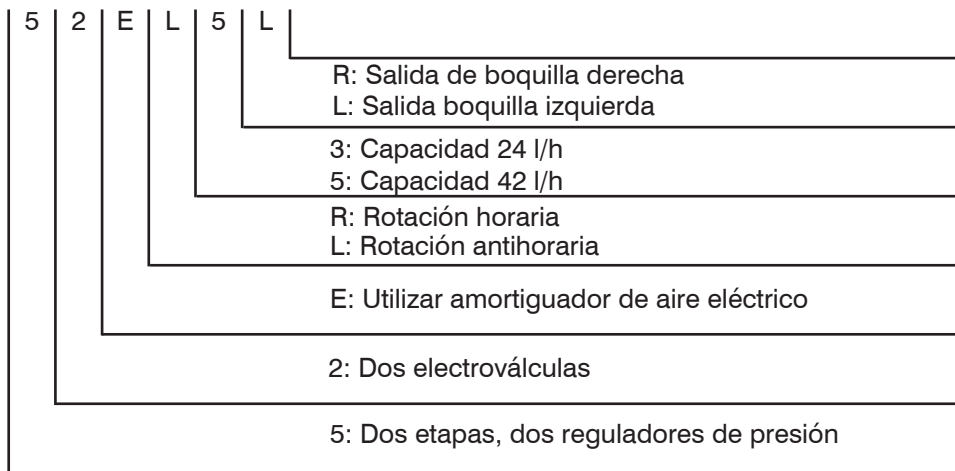 5 2 E L 5 L
R: Salida de boquilla derecha
L: Salida boquilla izquierda
3: Capacidad 24 l/h
5: Capacidad 42 l/h
R: Rotación horaria
L: Rotación antihoraria
E: Utilizar amortiguador de aire eléctrico
2: Dos electroválculas
5: Dos etapas, dos reguladores de presión